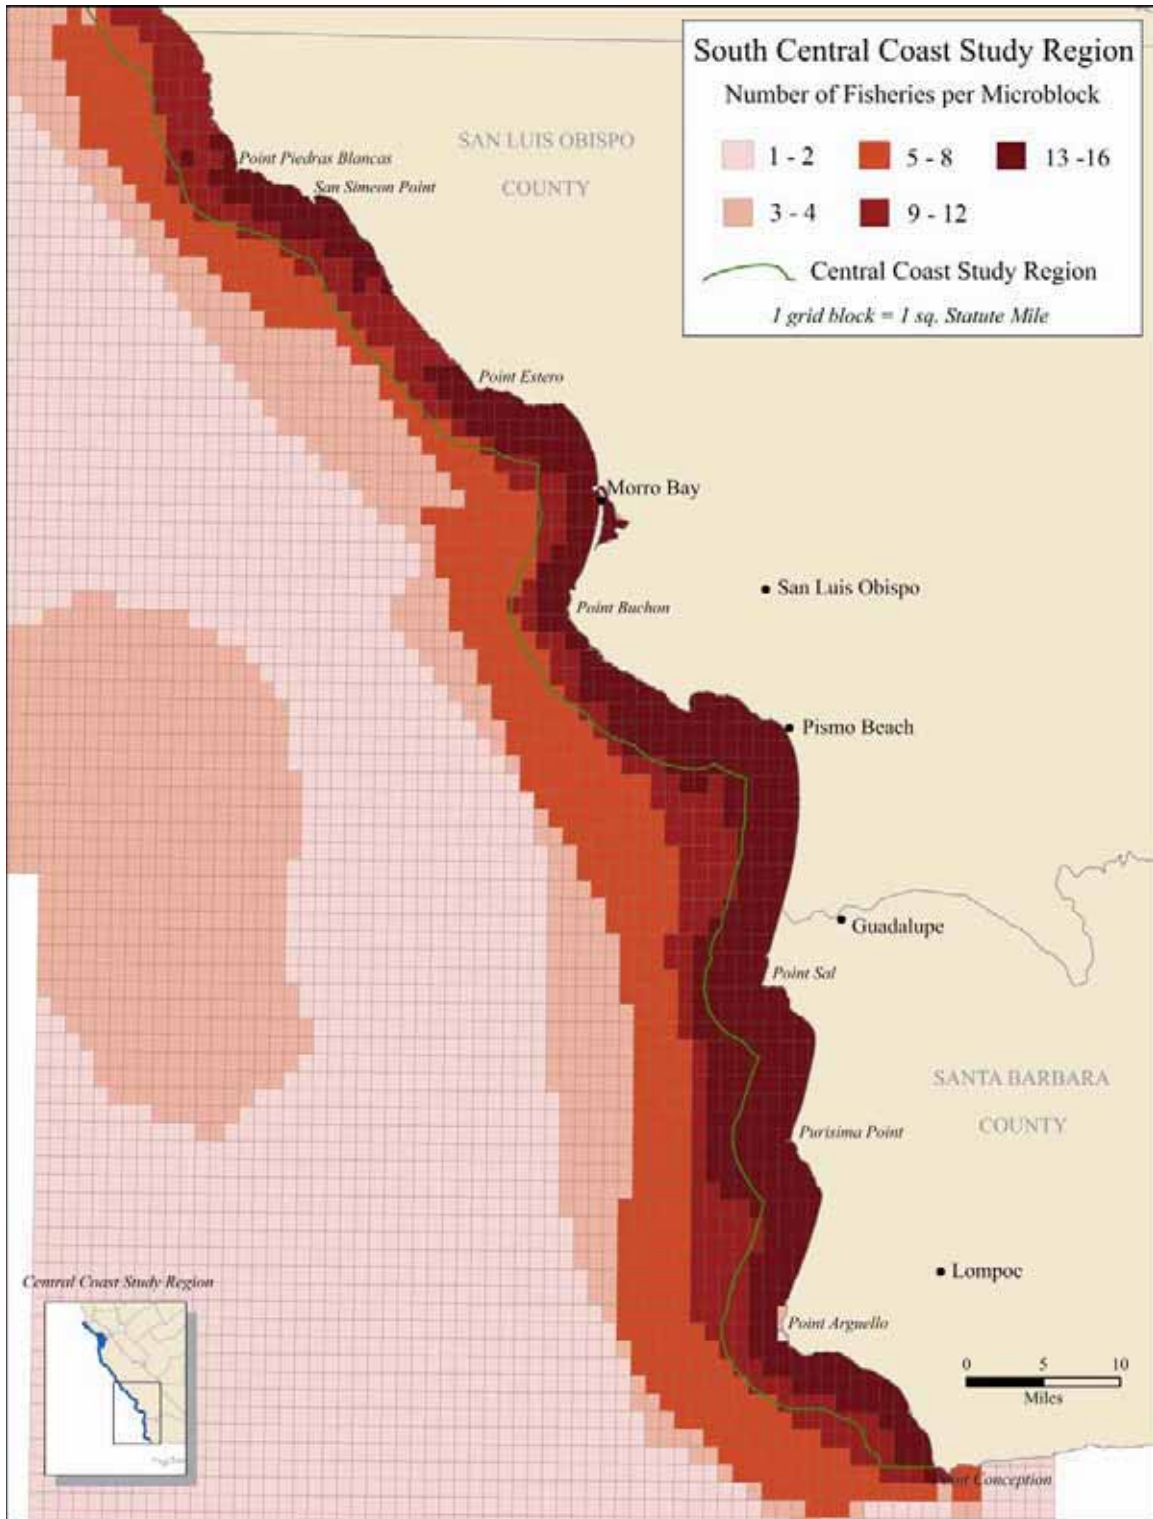 South Central Coast Study Region
Number of Fisheries per Microblock
1 - 2
5 - 8
13 -16
3 - 4
9 - 12
Central Coast Study Region
1 grid block = 1 sq. Statute Mile
SAN LUIS OBISPO
COUNTY
Point Piedras Blancas
San Simeon Point
Point Estero
Morro Bay
San Luis Obispo
Point Buchon
Pismo Beach
Guadalupe
Point Sal
SANTA BARBARA
COUNTY
Purisima Point
Lompoc
Central Coast Study Region
Point Arguello
0 5 10
Miles
Point Conception